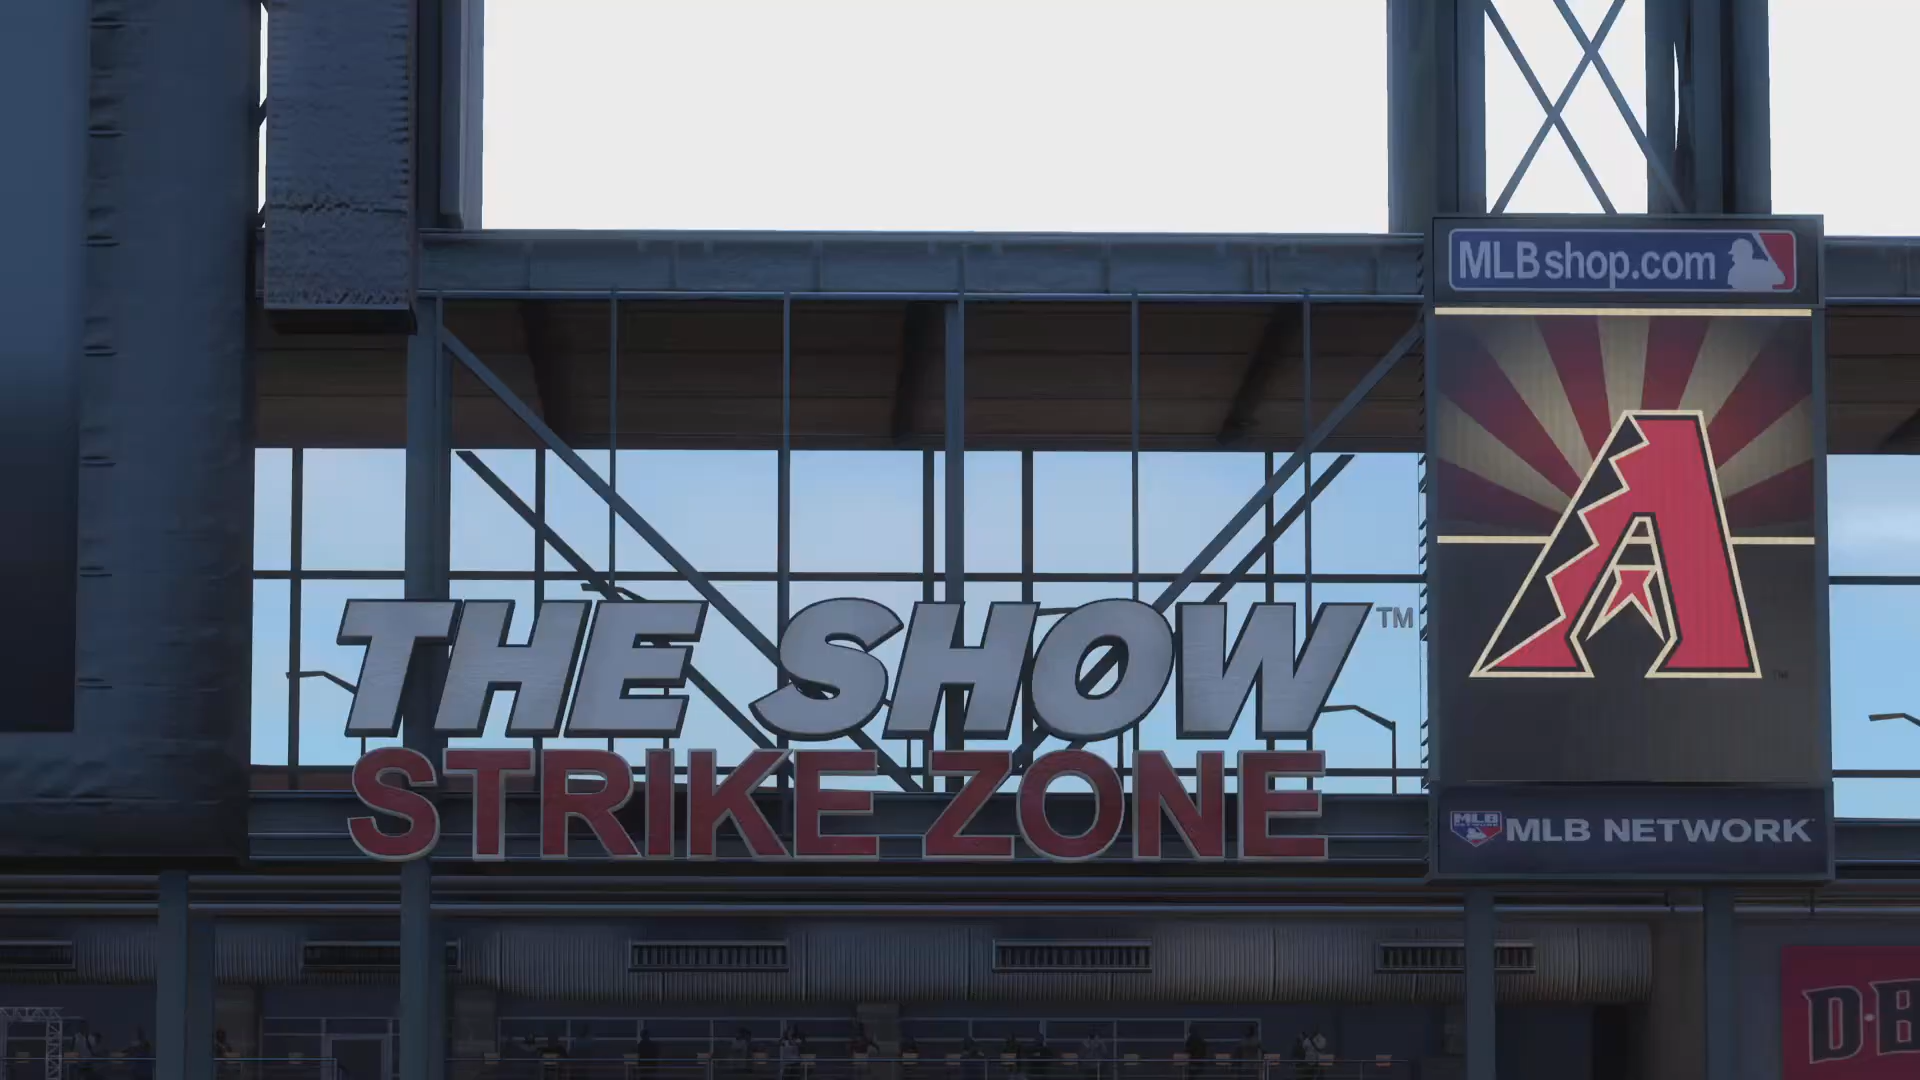 MLBshop.com
THE SHOW™
STRIKE ZONE
MLB NETWORK
D·B